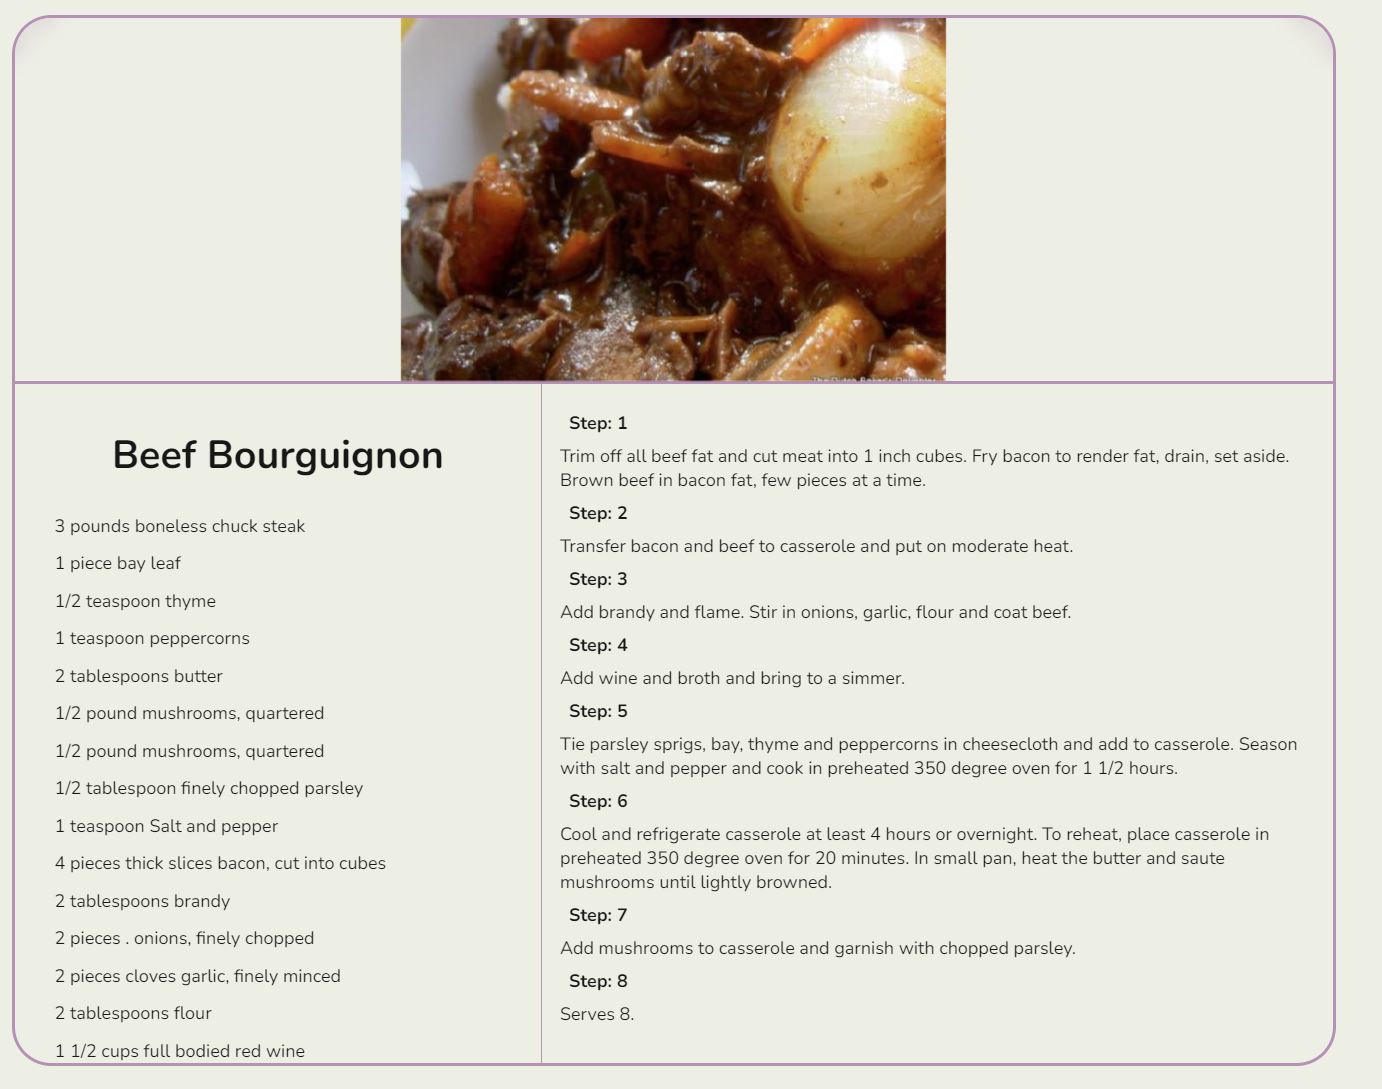 Beef Bourguignon
3 pounds boneless chuck steak
1 piece bay leaf
1/2 teaspoon thyme
1 teaspoon peppercorns
2 tablespoons butter
1/2 pound mushrooms, quartered
1/2 pound mushrooms, quartered
1/2 tablespoon finely chopped parsley
1 teaspoon Salt and pepper
4 pieces thick slices bacon, cut into cubes
2 tablespoons brandy
2 pieces . onions, finely chopped
2 pieces cloves garlic, finely minced
2 tablespoons flour
1 1/2 cups full bodied red wine
Step: 1
Trim off all beef fat and cut meat into 1 inch cubes. Fry bacon to render fat, drain, set aside.
Brown beef in bacon fat, few pieces at a time.
Step: 2
Transfer bacon and beef to casserole and put on moderate heat.
Step: 3
Add brandy and flame. Stir in onions, garlic, flour and coat beef.
Step: 4
Add wine and broth and bring to a simmer.
Step: 5
Tie parsley sprigs, bay, thyme and peppercorns in cheesecloth and add to casserole. Season
with salt and pepper and cook in preheated 350 degree oven for 1 1/2 hours.
Step: 6
Cool and refrigerate casserole at least 4 hours or overnight. To reheat, place casserole in
preheated 350 degree oven for 20 minutes. In small pan, heat the butter and saute
mushrooms until lightly browned.
Step: 7
Add mushrooms to casserole and garnish with chopped parsley.
Step: 8
Serves 8.